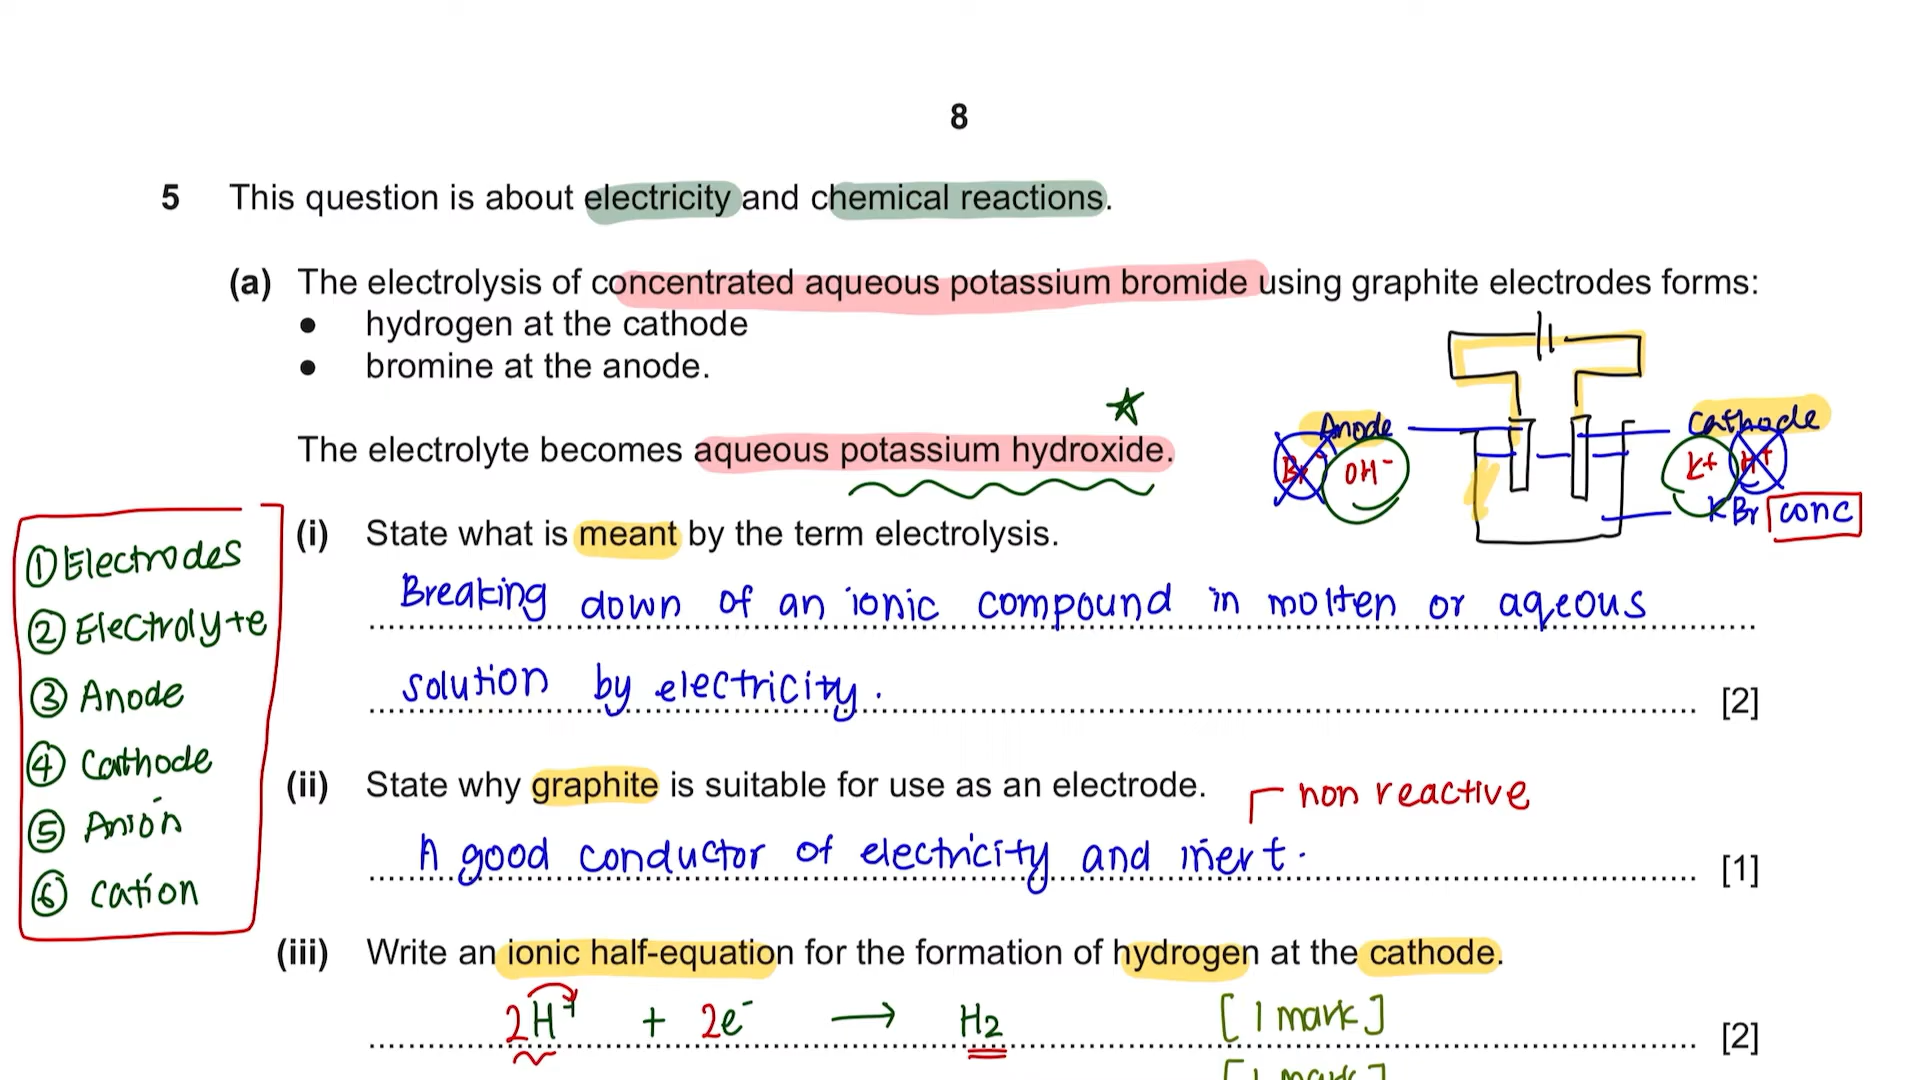 8
5 This question is about electricity and chemical reactions.
(a) The electrolysis of concentrated aqueous potassium bromide using graphite electrodes forms:
● hydrogen at the cathode
● bromine at the anode.
The electrolyte becomes aqueous potassium hydroxide.
Anode
Cathode
Br⁻ OH⁻
K+ H+
KBr conc
① Electrodes
② Electrolyte
③ Anode
④ Cathode
⑤ Anion
⑥ Cation
(i) State what is meant by the term electrolysis.
Breaking down of an ionic compound in molten or aqeous
solution by electricity. [2]
(ii) State why graphite is suitable for use as an electrode.
non reactive
A good conductor of electricity and inert. [1]
(iii) Write an ionic half-equation for the formation of hydrogen at the cathode.
2H⁺ + 2e⁻ → H2 [1 mark] [2]
[1 mark]